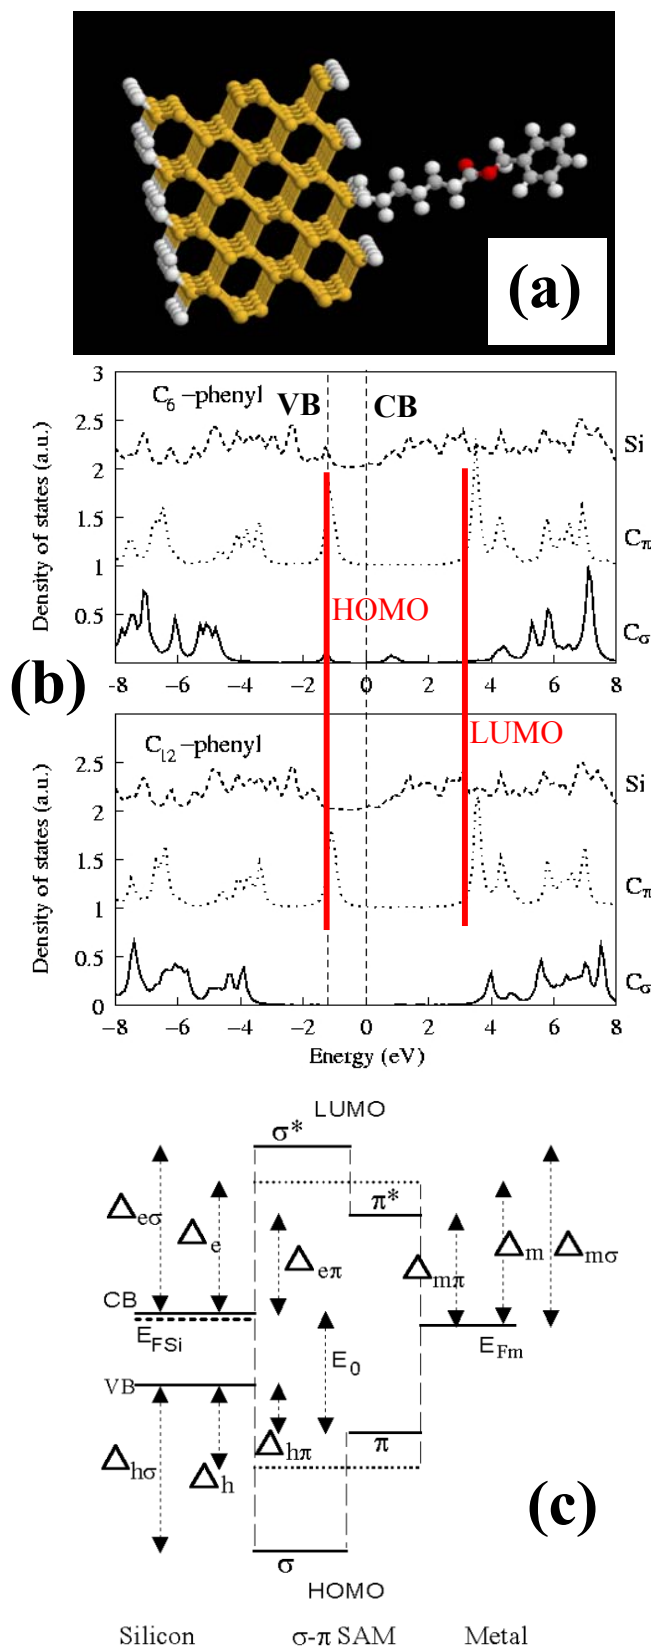 (a)
3
2.5
2
1.5
1
0.5
C6 –phenyl
VB
CB
Si
Cπ
Cσ
HOMO
Density of states (a.u.)
−8 −6 −4 −2 0 2 4 6 8
(b)
LUMO
C12 –phenyl
2.5
2
1.5
1
0.5
0
Si
Cπ
Cσ
Density of states (a.u.)
−8 −6 −4 −2 0 2 4 6 8
Energy (eV)
LUMO
σ*
π*
Δeσ
Δe
Δeπ
Δmπ
Δm
Δmσ
CB
EFSi
E0
EFm
VB
Δhσ
Δh
Δhπ
π
σ
(c)
HOMO
Silicon σ-π SAM Metal